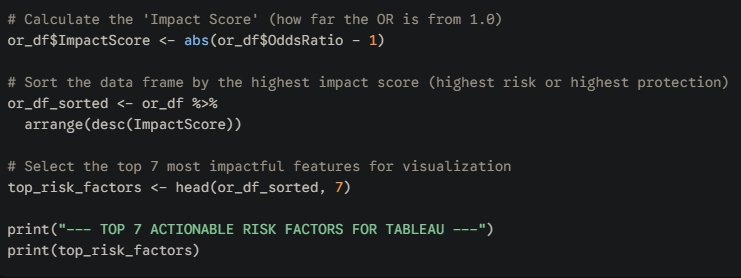 # Calculate the 'Impact Score' (how far the OR is from 1.0)
or_df$ImpactScore <- abs(or_df$OddsRatio - 1)
# Sort the data frame by the highest impact score (highest risk or highest protection)
or_df_sorted <- or_df %>%
  arrange(desc(ImpactScore))
# Select the top 7 most impactful features for visualization
top_risk_factors <- head(or_df_sorted, 7)
print("--- TOP 7 ACTIONABLE RISK FACTORS FOR TABLEAU ---")
print(top_risk_factors)